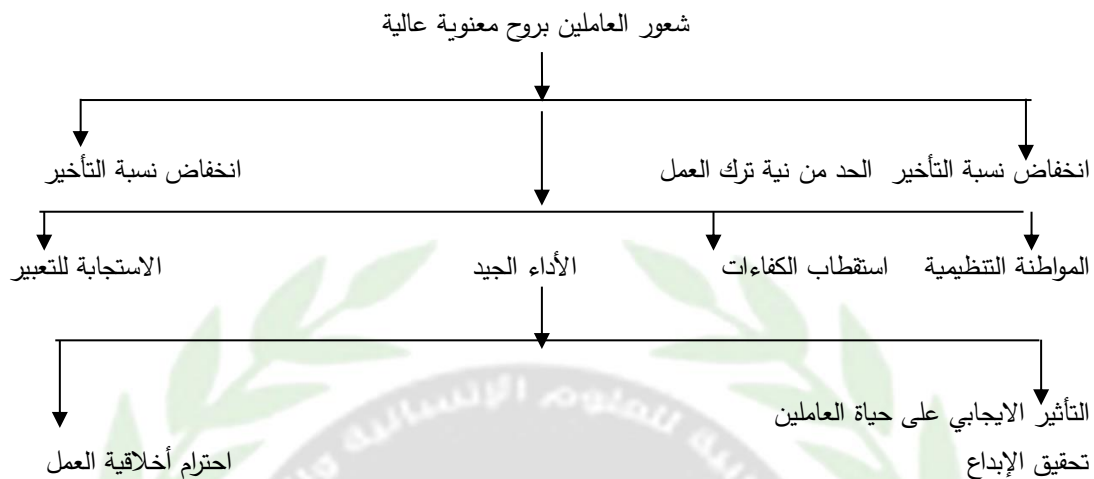 شعور العاملين بروح معنوية عالية
انخفاض نسبة التأخير الحد من نية ترك العمل انخفاض نسبة التأخير
المواطنة التنظيمية استقطاب الكفاءات الأداء الجيد الاستجابة للتعبير
التأثير الايجابي على حياة العاملين
تحقيق الإبداع احترام أخلاقية العمل